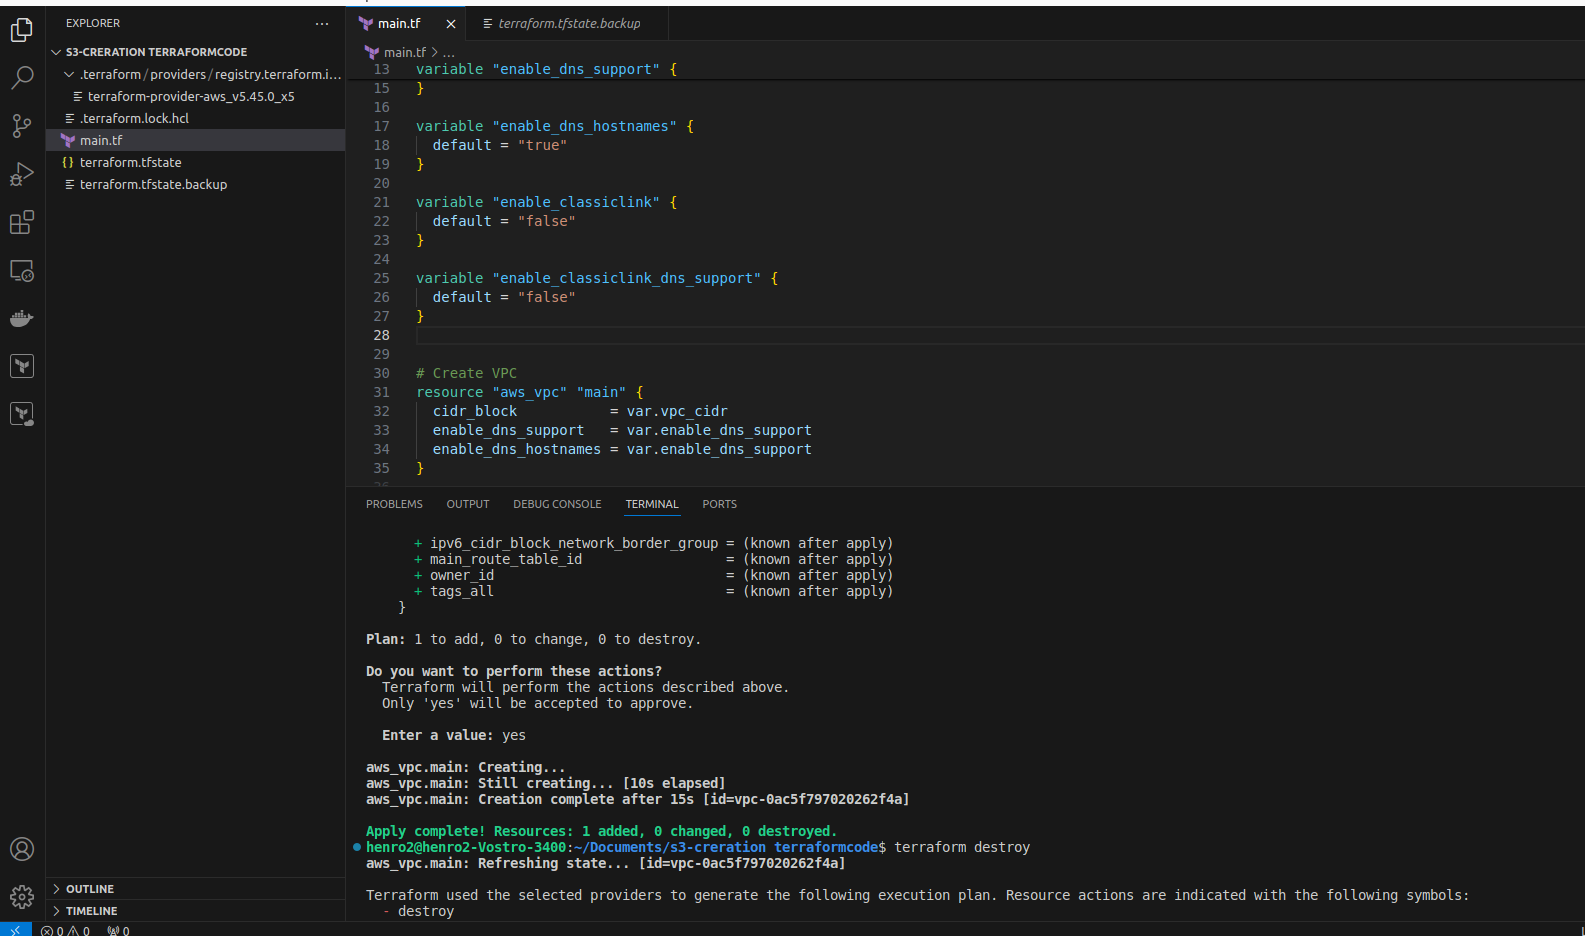 EXPLORER
...
S3-CRERATION TERRAFORMCODE
.terraform/providers/registry.terraform.i...
terraform-provider-aws_v5.45.0_x5
.terraform.lock.hcl
main.tf
{} terraform.tfstate
terraform.tfstate.backup
OUTLINE
TIMELINE
main.tf
terraform.tfstate.backup
main.tf > ...
13 variable "enable_dns_support" {
15 }
16
17 variable "enable_dns_hostnames" {
18 default = "true"
19 }
20
21 variable "enable_classiclink" {
22 default = "false"
23 }
24
25 variable "enable_classiclink_dns_support" {
26 default = "false"
27 }
28
29
30 # Create VPC
31 resource "aws_vpc" "main" {
32 cidr_block = var.vpc_cidr
33 enable_dns_support = var.enable_dns_support
34 enable_dns_hostnames = var.enable_dns_support
35 }
PROBLEMS OUTPUT DEBUG CONSOLE TERMINAL PORTS
+ ipv6_cidr_block_network_border_group = (known after apply)
+ main_route_table_id = (known after apply)
+ owner_id = (known after apply)
+ tags_all = (known after apply)
}
Plan: 1 to add, 0 to change, 0 to destroy.
Do you want to perform these actions?
Terraform will perform the actions described above.
Only 'yes' will be accepted to approve.
Enter a value: yes
aws_vpc.main: Creating...
aws_vpc.main: Still creating... [10s elapsed]
aws_vpc.main: Creation complete after 15s [id=vpc-0ac5f797020262f4a]
Apply complete! Resources: 1 added, 0 changed, 0 destroyed.
henro2@henro2-Vostro-3400:~/Documents/s3-creration terraformcode$ terraform destroy
aws_vpc.main: Refreshing state... [id=vpc-0ac5f797020262f4a]
Terraform used the selected providers to generate the following execution plan. Resource actions are indicated with the following symbols:
- destroy
0 0 0